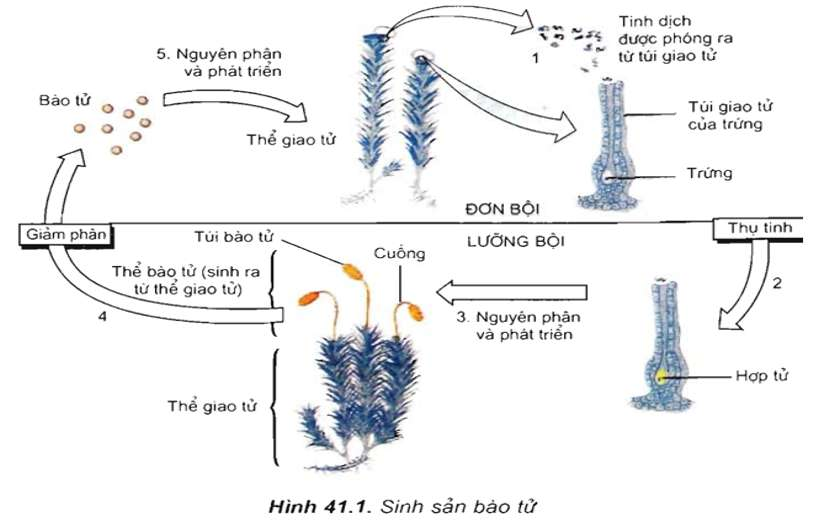 5. Nguyên phân
và phát triển
Bào tử
Thể giao tử
1
Tinh dịch
được phóng ra
từ túi giao tử
Túi giao tử
của trứng
Trứng
ĐƠN BỘI
Giảm phân
Thụ tinh
LƯỠNG BỘI
Túi bào tử
Cuống
Thể bào tử (sinh ra
từ thể giao tử)
4
3. Nguyên phân
và phát triển
2
Hợp tử
Thể giao tử
Hình 41.1. Sinh sản bào tử